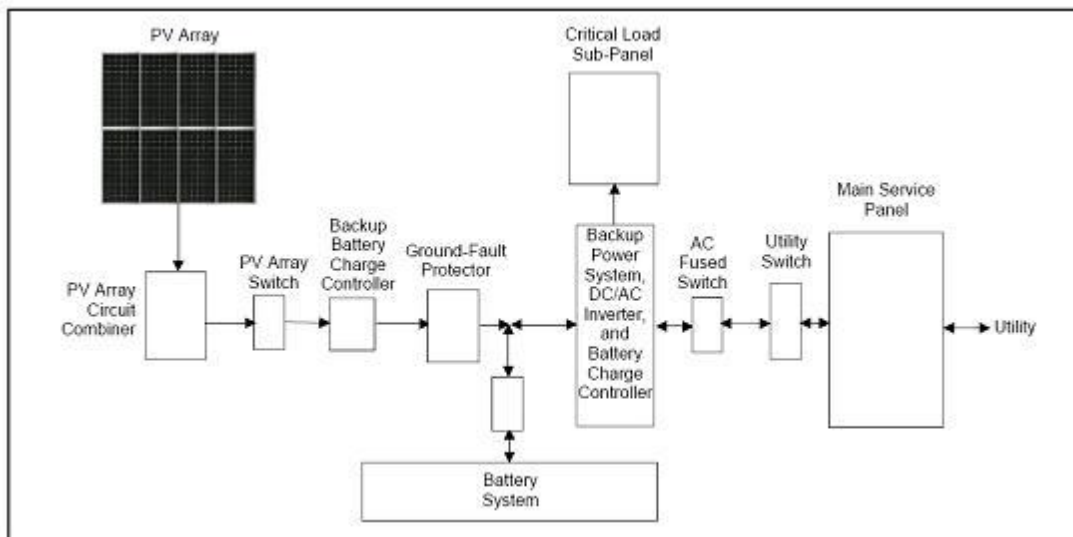 PV Array
Critical Load
Sub-Panel
Main Service
Panel
Backup
Battery
Charge
Controller
Ground-Fault
Protector
PV Array
Switch
PV Array
Circuit
Combiner
Backup
Power
System,
DC/AC
Inverter,
and
Battery
Charge
Controller
AC
Fused
Switch
Utility
Switch
Utility
Battery
System